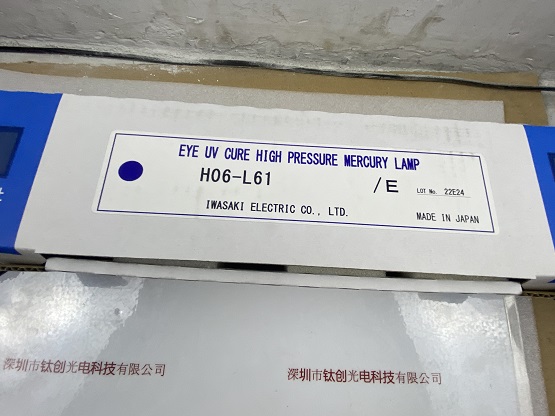 EYE UV CURE HIGH PRESSURE MERCURY LAMP
H06-L61 /E LOT No. 22E24
IWASAKI ELECTRIC CO., LTD.
MADE IN JAPAN
深圳市钛创光电科技有限公司 深圳市钛创光电科技有限公司